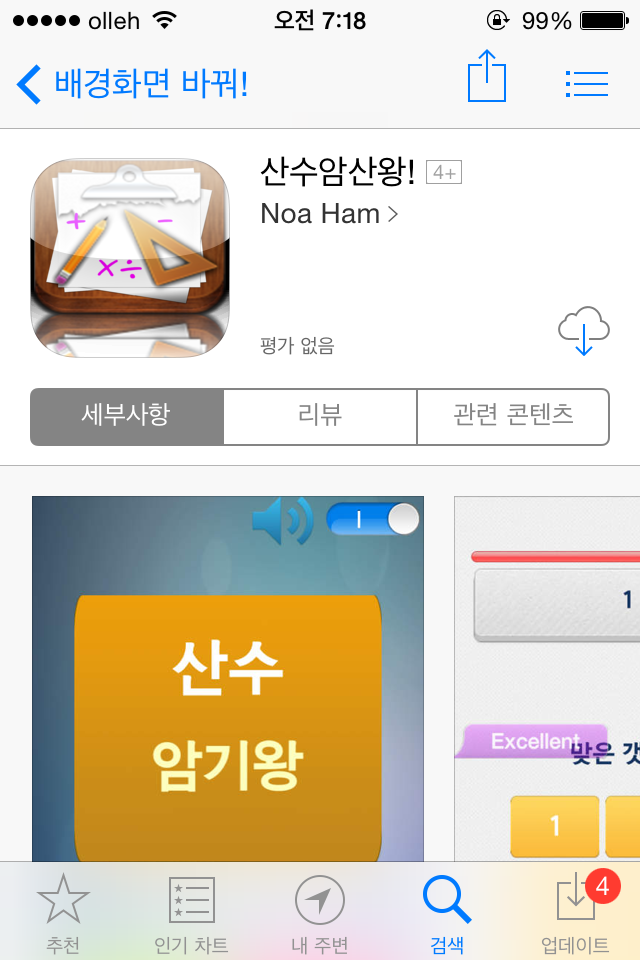 olleh 오전 7:18 99%
배경화면 바꿔!
산수암산왕! 4+
Noa Ham
평가 없음
세부사항 리뷰 관련 콘텐츠
산수
암기왕
1
Excellent
맞은 갯
1
추천 인기 차트 내 주변 검색 업데이트 4